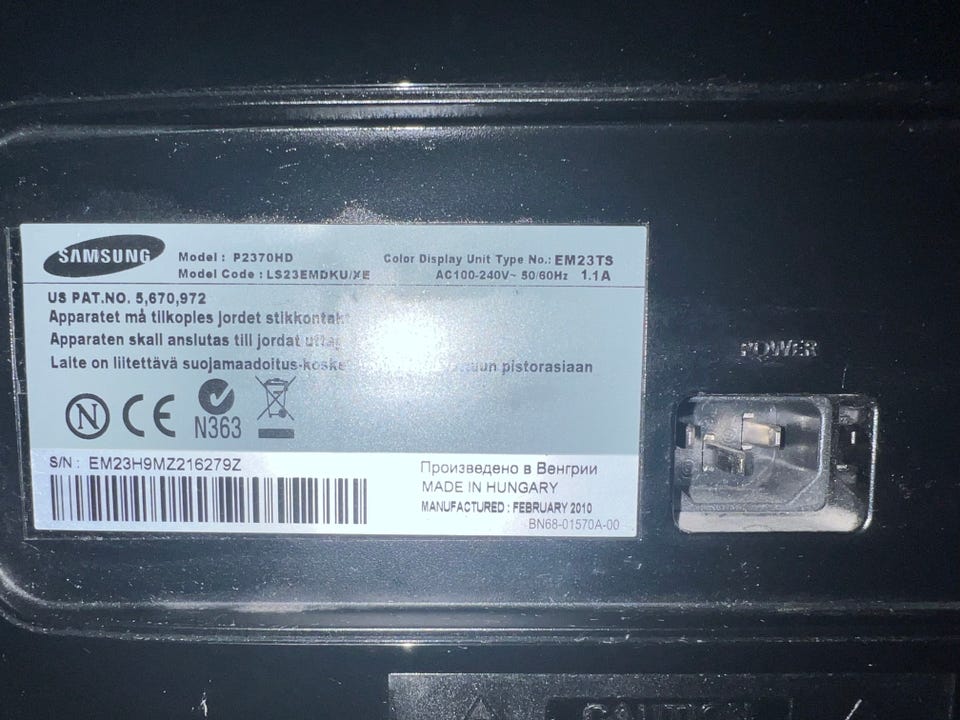 SAMSUNG
Model : P2370HD
Model Code : LS23EMDKU/XE
Color Display Unit Type No.: EM23TS
AC100-240V~ 50/60Hz 1.1A
US PAT.NO. 5,670,972
Apparatet må tilkoples jordet stikkontakt
Apparaten skall anslutas till jordat
Laite on liitettävä suojamaadoitus-koske pistorasiaan
N CE N363
S/N : EM23H9MZ216279Z
Произведено в Венгрии
MADE IN HUNGARY
MANUFACTURED : FEBRUARY 2010
BN68-01570A-00
POWER
CAUTION